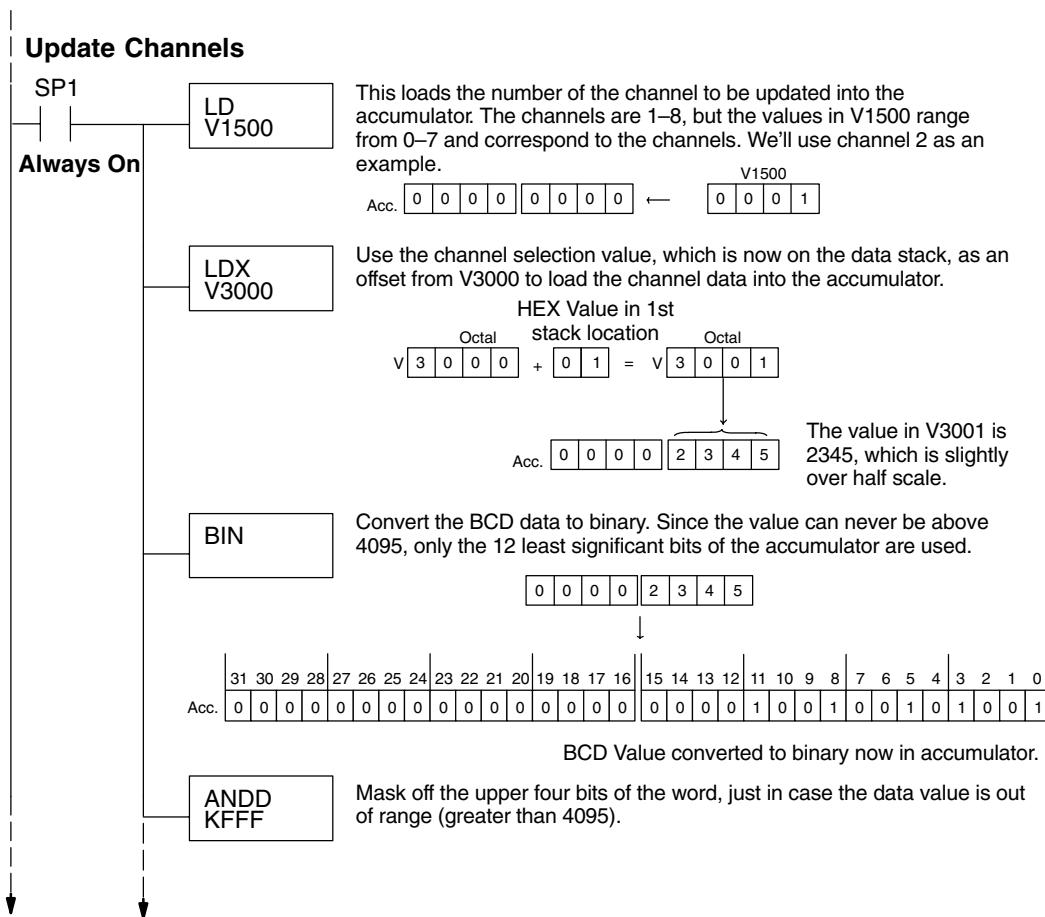 Update Channels
SP1
Always On
LD
V1500
This loads the number of the channel to be updated into the
accumulator. The channels are 1–8, but the values in V1500 range
from 0–7 and correspond to the channels. We'll use channel 2 as an
example.
V1500
Acc. 0 0 0 0 0 0 0 0 ← 0 0 0 1
LDX
V3000
Use the channel selection value, which is now on the data stack, as an
offset from V3000 to load the channel data into the accumulator.
HEX Value in 1st
stack location
Octal Octal
V 3 0 0 0 + 0 1 = V 3 0 0 1
Acc. 0 0 0 0 2 3 4 5
The value in V3001 is
2345, which is slightly
over half scale.
BIN
Convert the BCD data to binary. Since the value can never be above
4095, only the 12 least significant bits of the accumulator are used.
0 0 0 0 2 3 4 5
31 30 29 28 27 26 25 24 23 22 21 20 19 18 17 16 15 14 13 12 11 10 9 8 7 6 5 4 3 2 1 0
Acc. 0 0 0 0 0 0 0 0 0 0 0 0 0 0 0 0 0 0 0 0 1 0 0 1 0 0 1 0 1 0 0 1
BCD Value converted to binary now in accumulator.
ANDD
KFFF
Mask off the upper four bits of the word, just in case the data value is out
of range (greater than 4095).